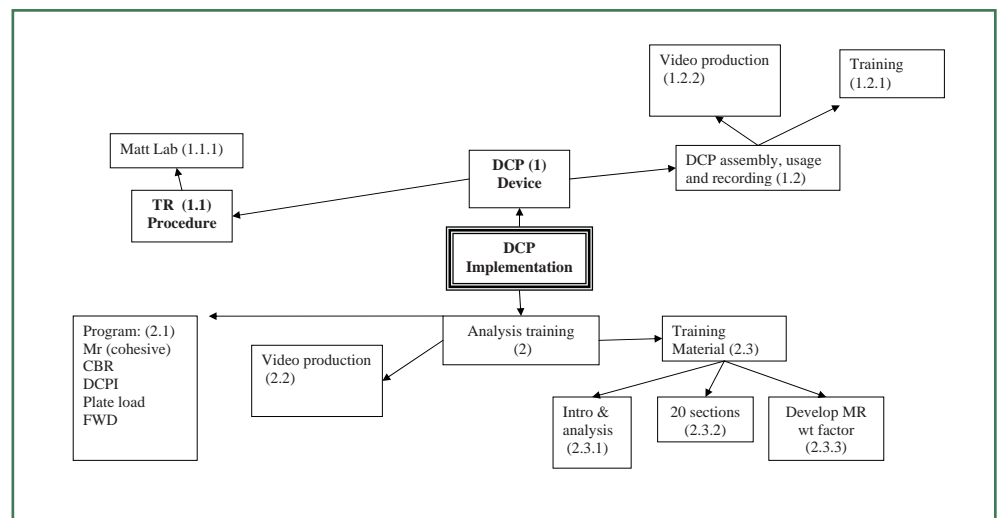 Video production
(1.2.2)
Training
(1.2.1)
Matt Lab (1.1.1)
DCP (1)
Device
DCP assembly, usage
and recording (1.2)
TR (1.1)
Procedure
DCP
Implementation
Program: (2.1)
Mr (cohesive)
CBR
DCPI
Plate load
FWD
Video production
(2.2)
Analysis training
(2)
Training
Material (2.3)
Intro &
analysis
(2.3.1)
20 sections
(2.3.2)
Develop MR
wt factor
(2.3.3)